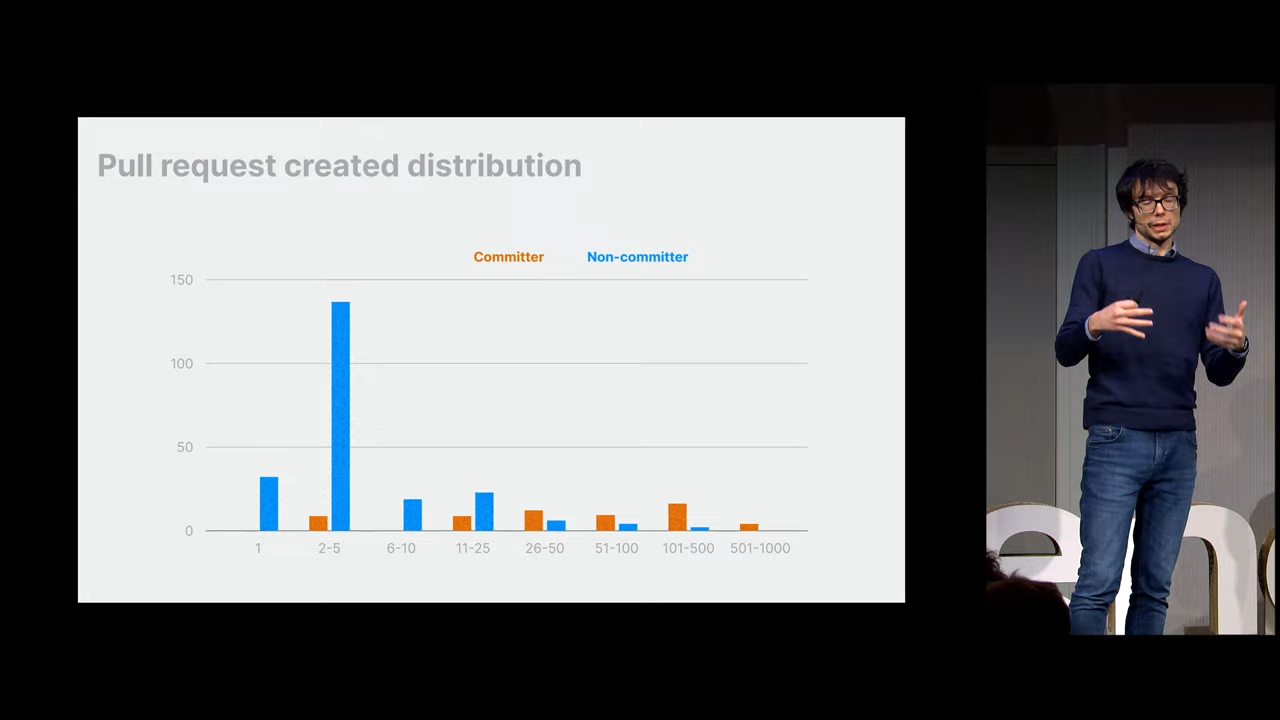 Pull request created distribution
Committer Non-committer
150
100
50
0
1 2-5 6-10 11-25 26-50 51-100 101-500 501-1000
en